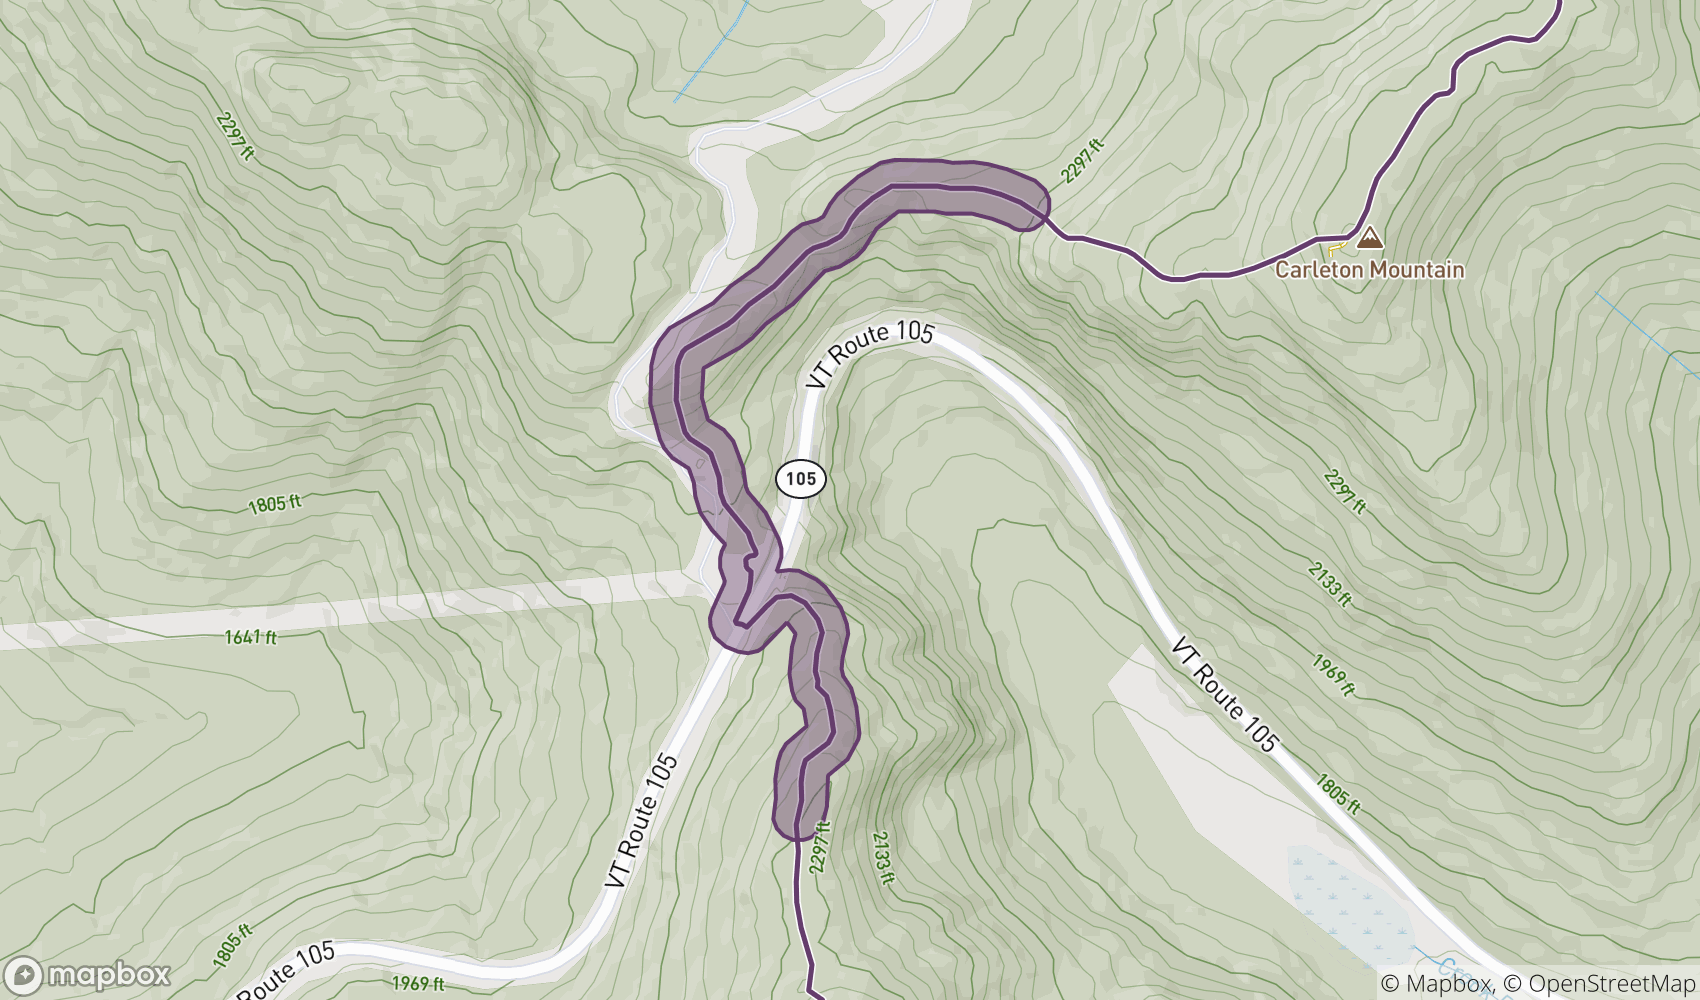 2297 ft
2297 ft
Carleton Mountain
VT Route 105
105
2297 ft
1805 ft
2133 ft
1641 ft
1969 ft
VT Route 105
VT Route 105
1805 ft
2297 ft
2133 ft
1805 ft
Route 105
1969 ft
mapbox
© Mapbox, © OpenStreetMap